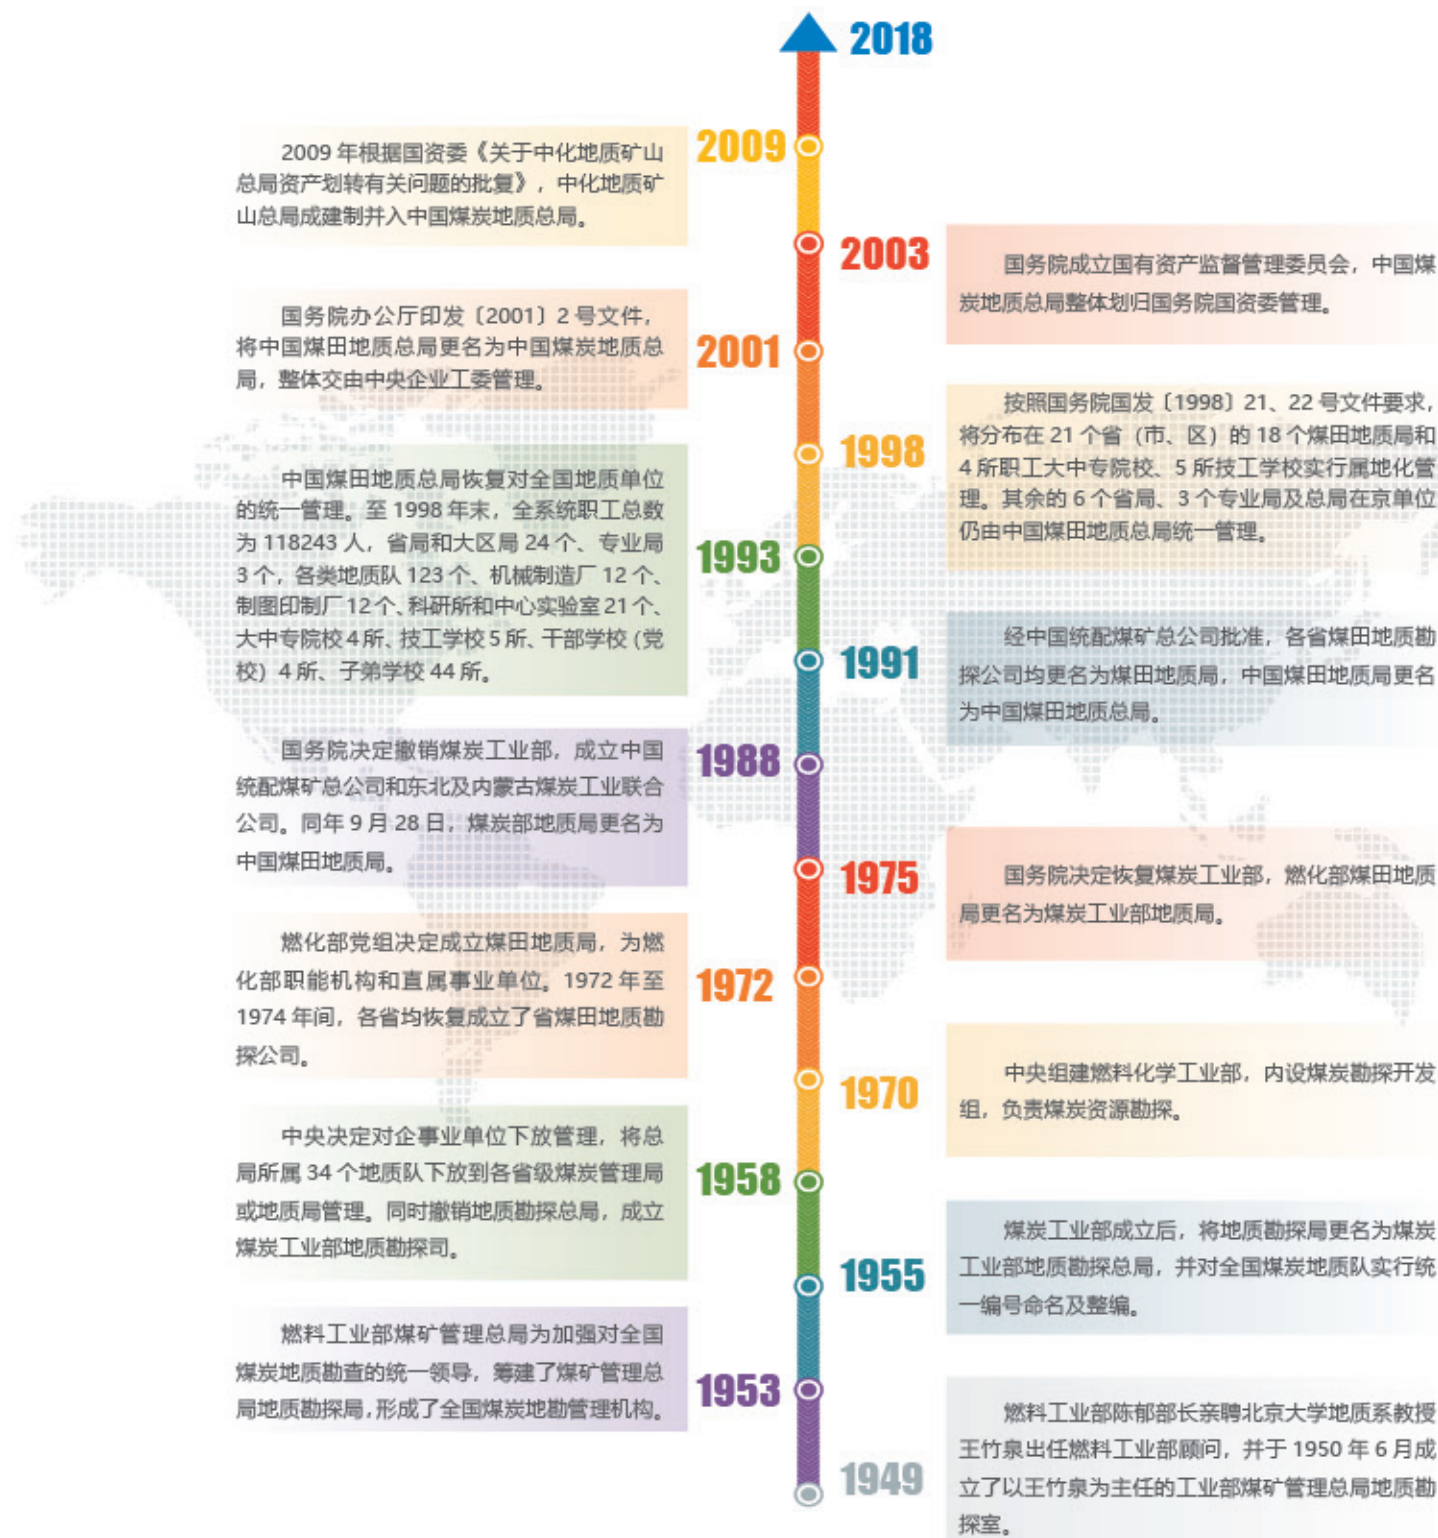 2018
2009
2009 年根据国资委《关于中化地质矿山
总局资产划转有关问题的批复》，中化地质矿
山总局成建制并入中国煤炭地质总局。
2003
国务院成立国有资产监督管理委员会，中国煤
炭地质总局整体划归国务院国资委管理。
2001
国务院办公厅印发〔2001〕2 号文件，
将中国煤田地质总局更名为中国煤炭地质总
局，整体交由中央企业工委管理。
1998
按照国务院国发〔1998〕21、22 号文件要求，
将分布在 21 个省（市、区）的 18 个煤田地质局和
4 所职工大中专院校、5 所技工学校实行属地化管
理。其余的 6 个省局、3 个专业局及总局在京单位
仍由中国煤田地质总局统一管理。
1993
中国煤田地质总局恢复对全国地质单位
的统一管理。至 1998 年末，全系统职工总数
为 118243 人，省局和大区局 24 个、专业局
3 个，各类地质队 123 个、机械制造厂 12 个、
制图印制厂 12 个、科研所和中心实验室 21 个、
大中专院校 4 所、技工学校 5 所、干部学校（党
校）4 所、子弟学校 44 所。
1991
经中国统配煤矿总公司批准，各省煤田地质勘
探公司均更名为煤田地质局，中国煤田地质局更名
为中国煤田地质总局。
1988
国务院决定撤销煤炭工业部，成立中国
统配煤矿总公司和东北及内蒙古煤炭工业联合
公司。同年 9 月 28 日，煤炭部地质局更名为
中国煤田地质局。
1975
国务院决定恢复煤炭工业部，燃化部煤田地质
局更名为煤炭工业部地质局。
1972
燃化部党组决定成立煤田地质局，为燃
化部职能机构和直属事业单位。1972 年至
1974 年间，各省均恢复成立了省煤田地质勘
探公司。
1970
中央组建燃料化学工业部，内设煤炭勘探开发
组，负责煤炭资源勘探。
1958
中央决定对企事业单位下放管理，将总
局所属 34 个地质队下放到各省级煤炭管理局
或地质局管理。同时撤销地质勘探总局，成立
煤炭工业部地质勘探司。
1955
煤炭工业部成立后，将地质勘探局更名为煤炭
工业部地质勘探总局，并对全国煤炭地质队实行统
一编号命名及整编。
1953
燃料工业部煤矿管理总局为加强对全国
煤炭地质勘查的统一领导，筹建了煤矿管理总
局地质勘探局，形成了全国煤炭地勘管理机构。
1949
燃料工业部陈郁部长亲聘北京大学地质系教授
王竹泉出任燃料工业部顾问，并于 1950 年 6 月成
立了以王竹泉为主任的工业部煤矿管理总局地质勘
探室。